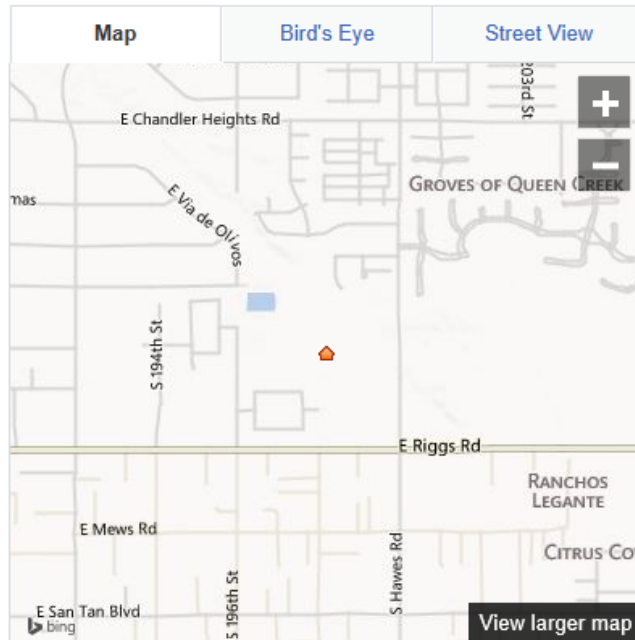 Map
Bird's Eye
Street View
203rd St
E Chandler Heights Rd
GROVES OF QUEEN CREEK
mas
E Via de Olivos
S 194th St
E Riggs Rd
RANCHOS
LEGANTE
E Mews Rd
CITRUS CO
S Hawes Rd
S 196th St
E San Tan Blvd
bing
View larger map